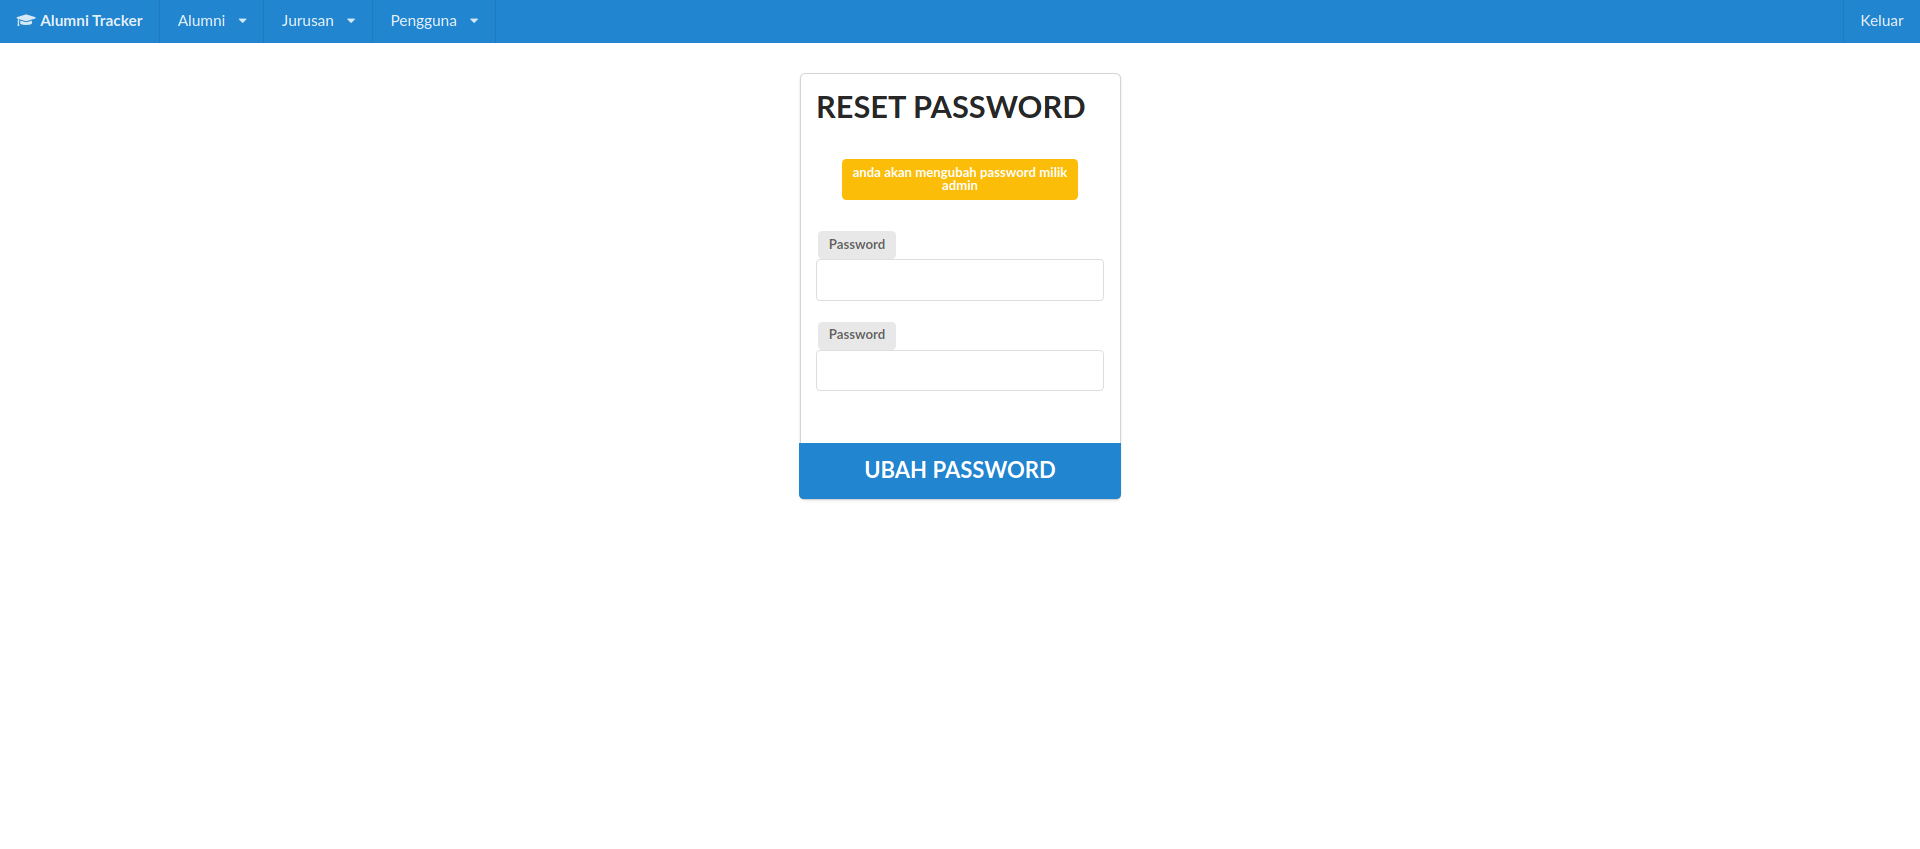 Alumni Tracker
Alumni
Jurusan
Pengguna
Keluar
RESET PASSWORD
anda akan mengubah password milik
admin
Password
Password
UBAH PASSWORD